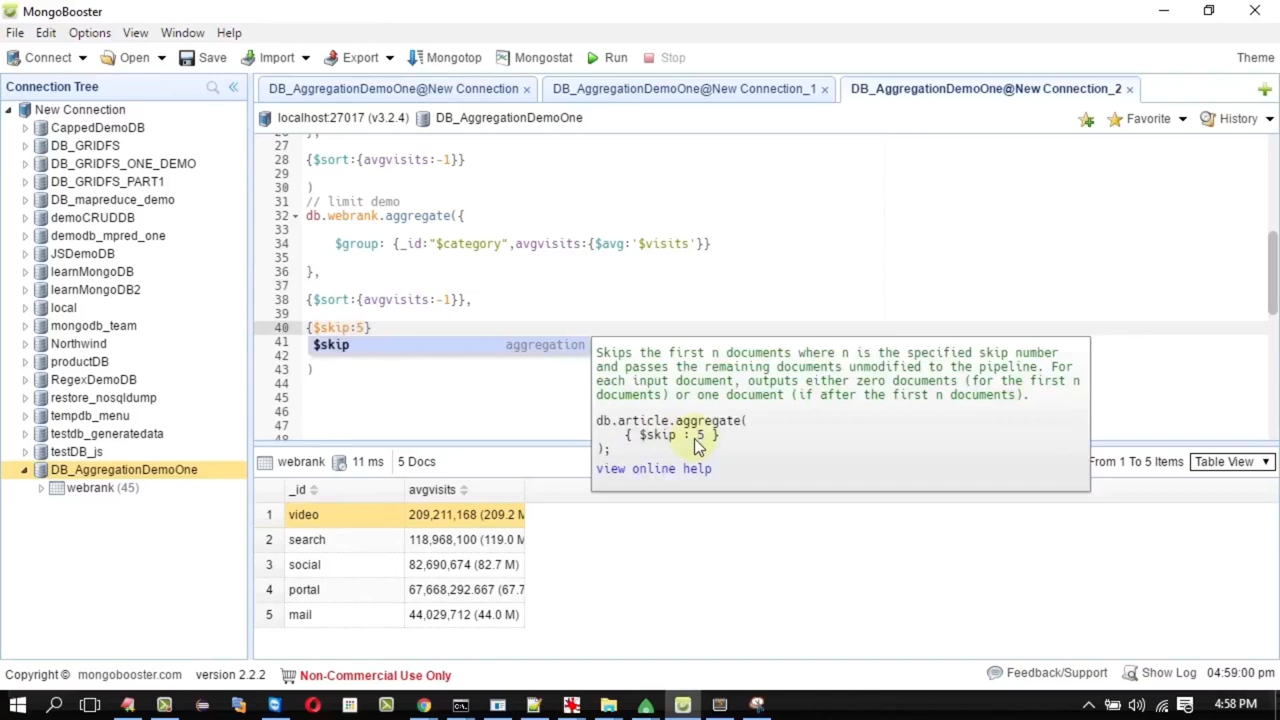 MongoBooster
File Edit Options View Window Help
Connect Open Save Import Export Mongotop Mongostat Run Stop Theme
Connection Tree
New Connection
CappedDemoDB
DB_GRIDFS
DB_GRIDFS_ONE_DEMO
DB_GRIDFS_PART1
DB_mapreduce_demo
demoCRUDDB
demodb_mpred_one
JSDemoDB
learnMongoDB
learnMongoDB2
local
mongodb_team
Northwind
productDB
RegexDemoDB
restore_nosqldump
tempdb_menu
testdb_generatedata
testDB_js
DB_AggregationDemoOne
webrank (45)
DB_AggregationDemoOne@New Connection × DB_AggregationDemoOne@New Connection_1 × DB_AggregationDemoOne@New Connection_2 ×
localhost:27017 (v3.2.4) DB_AggregationDemoOne Favorite History
27
28 {$sort:{avgvisits:-1}}
29
30 )
31 // limit demo
32 db.webrank.aggregate({
33
34 $group: {_id:"$category",avgvisits:{$avg:'$visits'}}
35
36 },
37
38 {$sort:{avgvisits:-1}},
39
40 {$skip:5}
41 $skip aggregation
42
43 )
44
45
46
47
Skips the first n documents where n is the specified skip number
and passes the remaining documents unmodified to the pipeline. For
each input document, outputs either zero documents (for the first n
documents) or one document (if after the first n documents).
db.article.aggregate(
{ $skip : 5 }
);
view online help
webrank 11 ms 5 Docs From 1 To 5 Items Table View
_id avgvisits
1 video 209,211,168 (209.2 M
2 search 118,968,100 (119.0 M
3 social 82,690,674 (82.7 M)
4 portal 67,668,292.667 (67.7
5 mail 44,029,712 (44.0 M)
Copyright © mongobooster.com version 2.2.2 Non-Commercial Use Only Feedback/Support Show Log 04:59:00 pm
4:58 PM